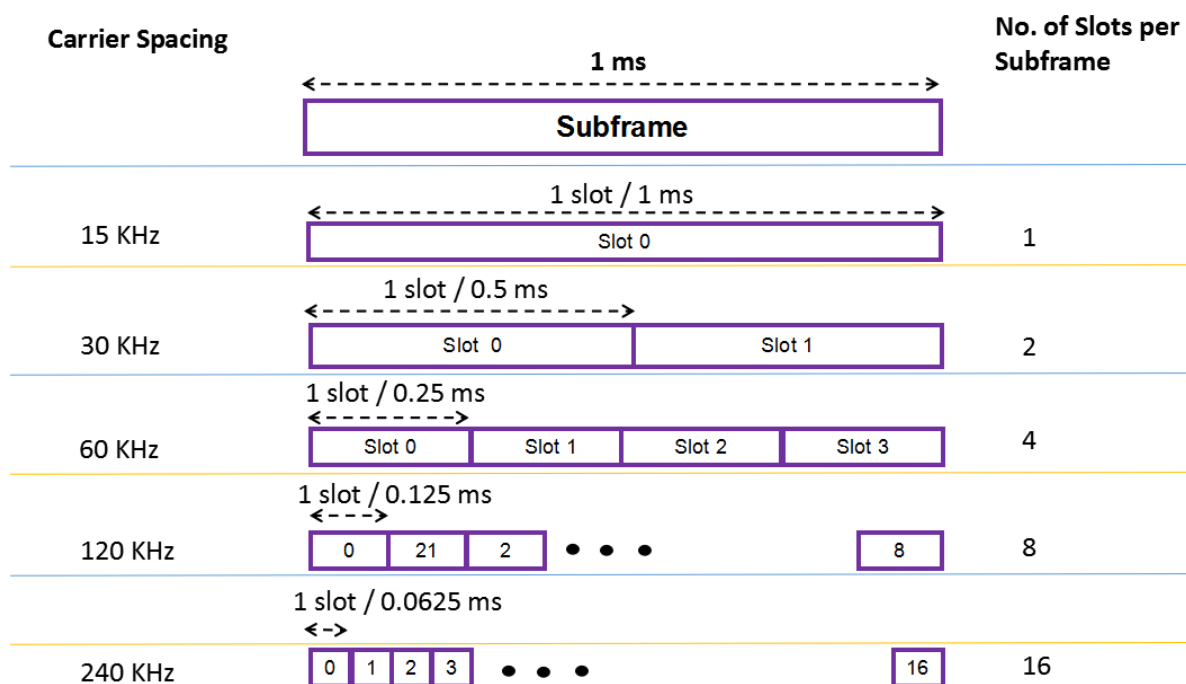 Carrier Spacing
No. of Slots per
Subframe
1 ms
Subframe
1 slot / 1 ms
15 KHz
Slot 0
1
1 slot / 0.5 ms
30 KHz
Slot 0
Slot 1
2
1 slot / 0.25 ms
60 KHz
Slot 0
Slot 1
Slot 2
Slot 3
4
1 slot / 0.125 ms
120 KHz
0
21
2
8
8
1 slot / 0.0625 ms
240 KHz
0
1
2
3
16
16